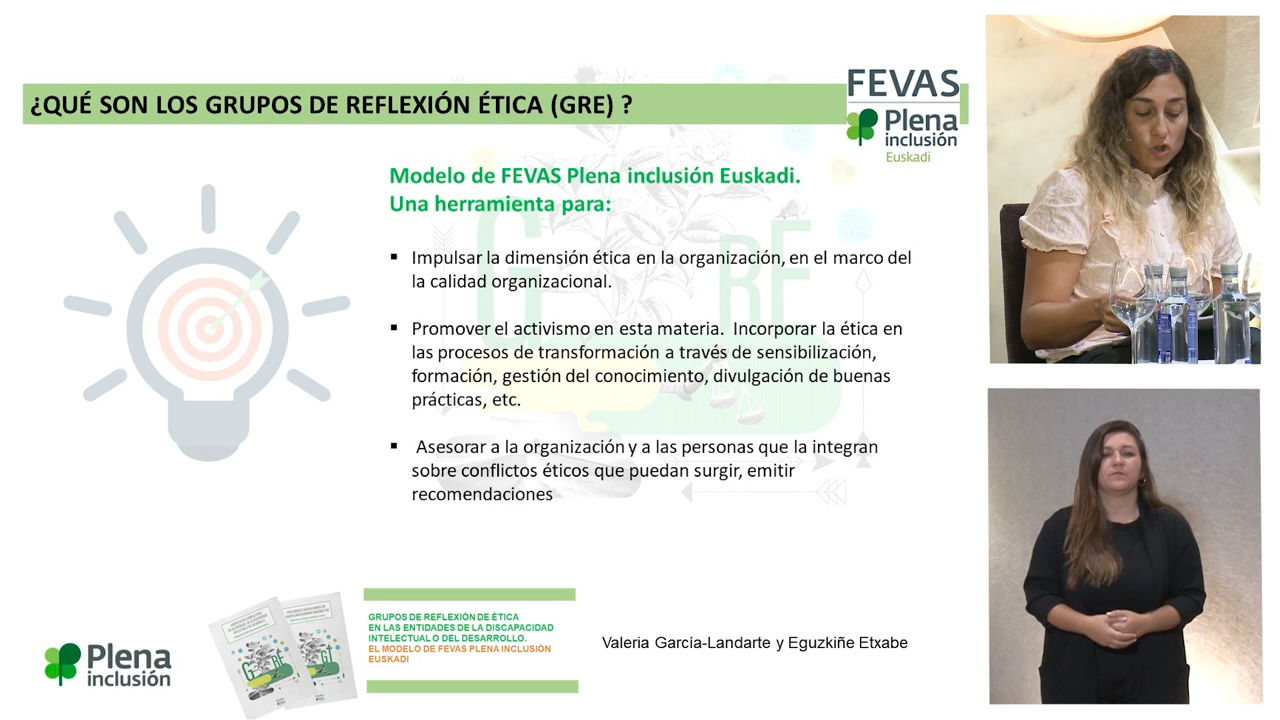 ¿QUÉ SON LOS GRUPOS DE REFLEXIÓN ÉTICA (GRE) ?
FEVAS
Plena
inclusión
Euskadi
Modelo de FEVAS Plena inclusión Euskadi.
Una herramienta para:
▪ Impulsar la dimensión ética en la organización, en el marco del
la calidad organizacional.
▪ Promover el activismo en esta materia. Incorporar la ética en
las procesos de transformación a través de sensibilización,
formación, gestión del conocimiento, divulgación de buenas
prácticas, etc.
▪ Asesorar a la organización y a las personas que la integran
sobre conflictos éticos que puedan surgir, emitir
recomendaciones
Plena
inclusión
GRUPOS DE REFLEXIÓN DE ÉTICA
EN LAS ENTIDADES DE LA DISCAPACIDAD
INTELECTUAL O DEL DESARROLLO.
EL MODELO DE FEVAS PLENA INCLUSIÓN
EUSKADI
Valeria García-Landarte y Eguzkiñe Etxabe